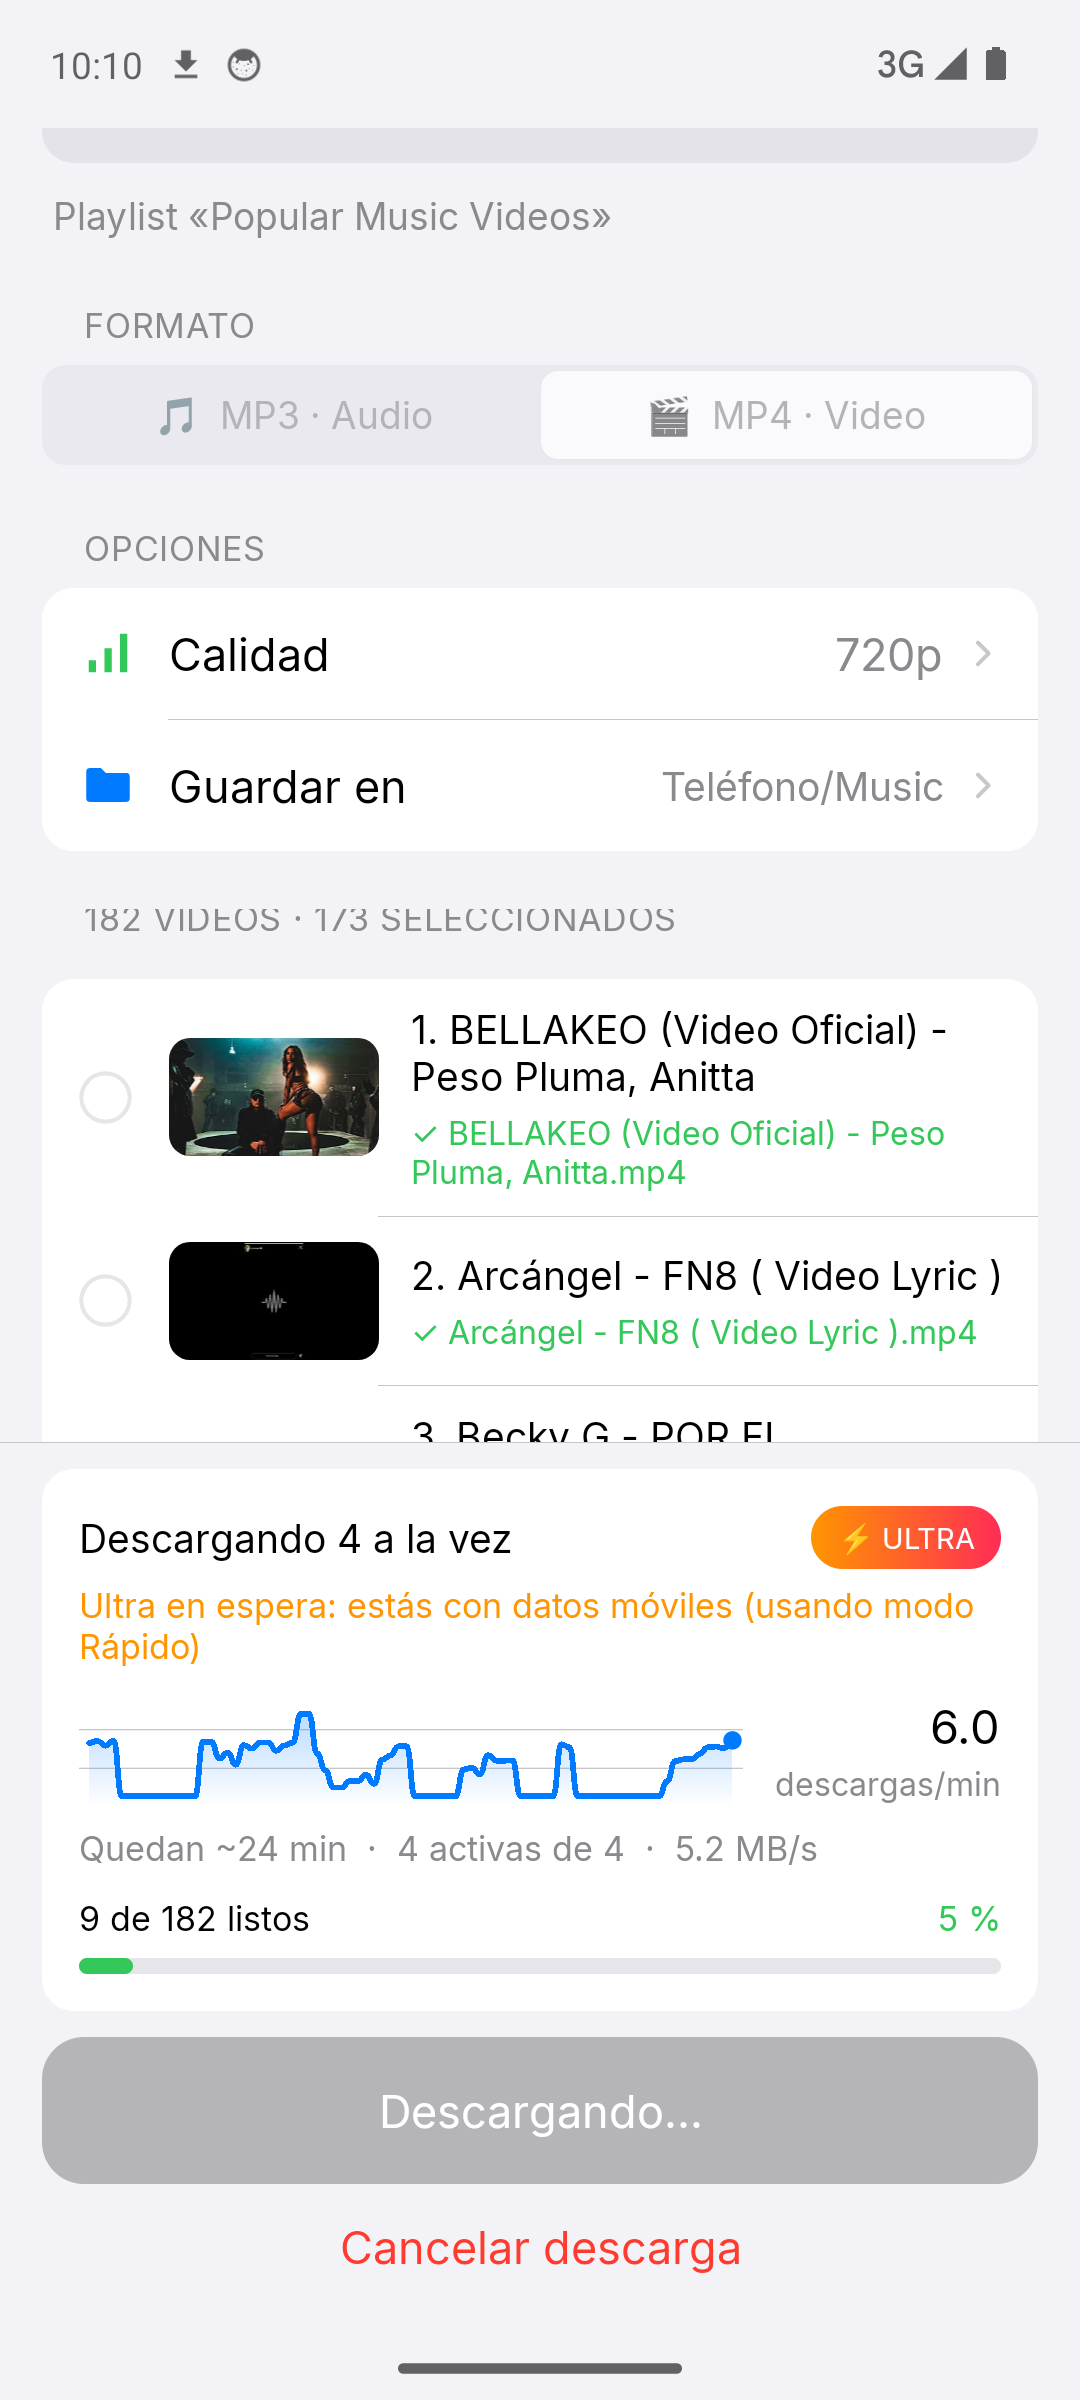 10:10
3G
Playlist «Popular Music Videos»
FORMATO
MP3 · Audio
MP4 · Video
OPCIONES
Calidad
720p
Guardar en
Teléfono/Music
182 VIDEOS · 173 SELECCIONADOS
1. BELLAKEO (Video Oficial) -
Peso Pluma, Anitta
✓ BELLAKEO (Video Oficial) - Peso
Pluma, Anitta.mp4
2. Arcángel - FN8 ( Video Lyric )
✓ Arcángel - FN8 ( Video Lyric ).mp4
3. Becky G - POR EL
Descargando 4 a la vez
⚡ ULTRA
Ultra en espera: estás con datos móviles (usando modo
Rápido)
6.0
descargas/min
Quedan ~24 min · 4 activas de 4 · 5.2 MB/s
9 de 182 listos
5 %
Descargando...
Cancelar descarga